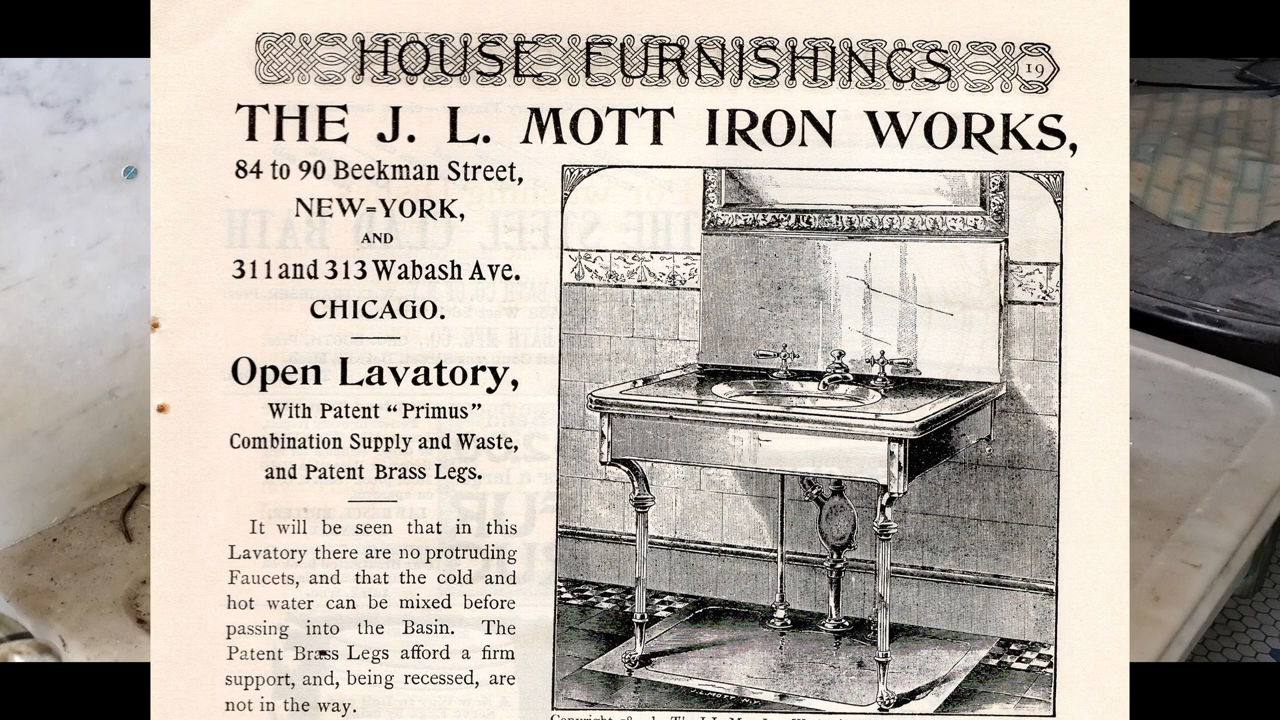 HOUSE FURNISHINGS
19
THE J. L. MOTT IRON WORKS,
84 to 90 Beekman Street,
NEW=YORK,
AND
311 and 313 Wabash Ave.
CHICAGO.
Open Lavatory,
With Patent “Primus”
Combination Supply and Waste,
and Patent Brass Legs.
It will be seen that in this
Lavatory there are no protruding
Faucets, and that the cold and
hot water can be mixed before
passing into the Basin. The
Patent Brass Legs afford a firm
support, and, being recessed, are
not in the way.
J.L.MOTT
Copyright